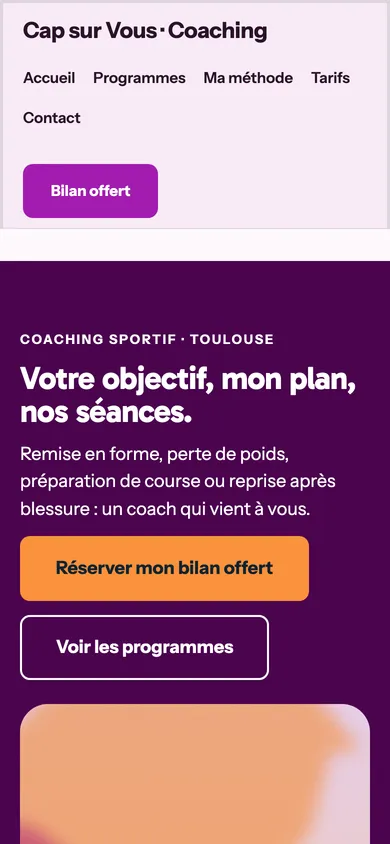 Cap sur Vous · Coaching
Accueil Programmes Ma méthode Tarifs
Contact
Bilan offert
COACHING SPORTIF · TOULOUSE
Votre objectif, mon plan,
nos séances.
Remise en forme, perte de poids,
préparation de course ou reprise après
blessure : un coach qui vient à vous.
Réserver mon bilan offert
Voir les programmes